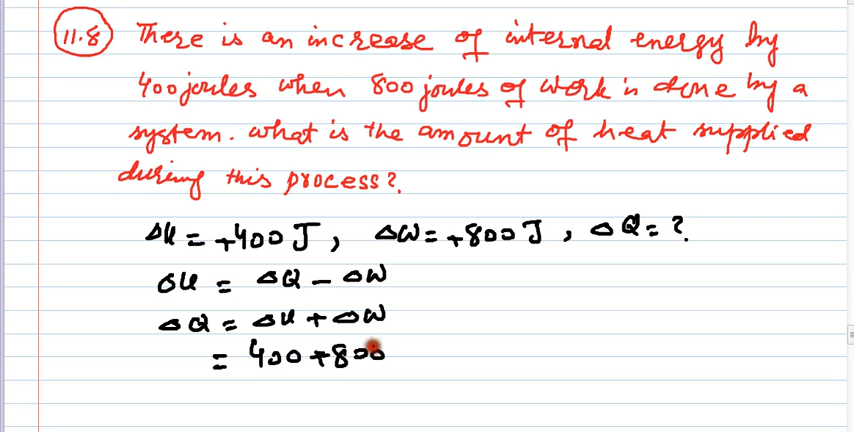 11.8 There is an increase of internal energy by
400 joules when 800 joules of work is done by a
system. What is the amount of heat supplied
during this process?
ΔU = +400 J, ΔW = +800 J, ΔQ = ?
ΔU = ΔQ - ΔW
ΔQ = ΔU + ΔW
= 400 + 800